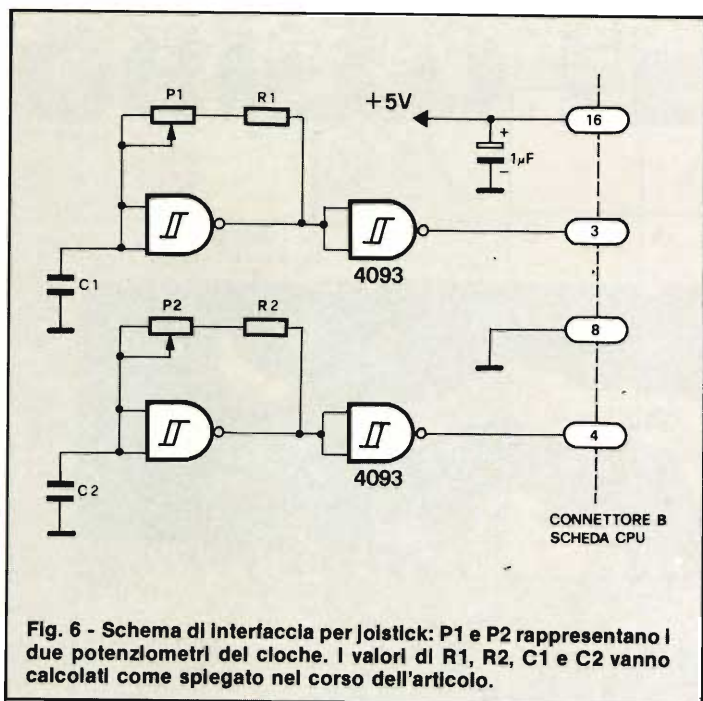 P1
R1
+5V
16
+
1µF
−
3
4093
C1
P2
R2
8
4
4093
C2
CONNETTORE B
SCHEDA CPU
Fig. 6 - Schema di interfaccia per joistick: P1 e P2 rappresentano i
due potenziometri del cloche. I valori di R1, R2, C1 e C2 vanno
calcolati come spiegato nel corso dell'articolo.